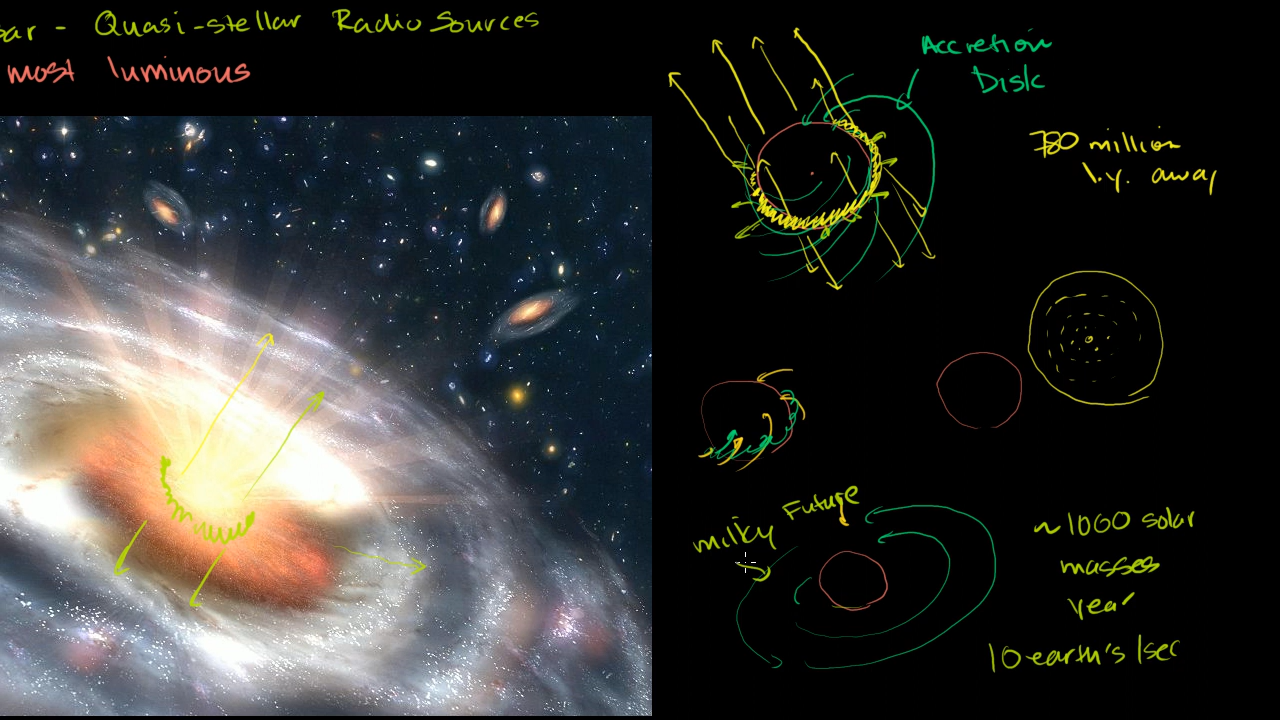 ar - Quasi-stellar Radio Sources
most luminous
Accretion
Disk
780 million
l.y. away
Future
milky
~1000 solar
masses
year
10 earth's/sec